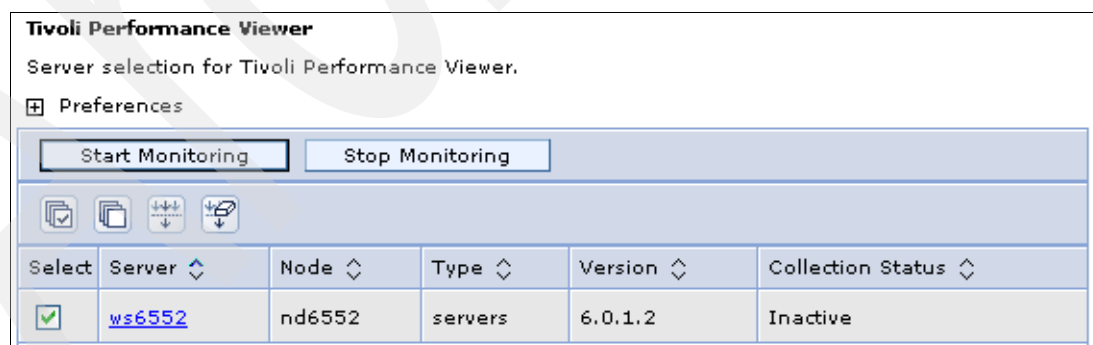 Tivoli Performance Viewer
Server selection for Tivoli Performance Viewer.
Preferences
Start Monitoring Stop Monitoring
Select Server Node Type Version Collection Status
ws6552 nd6552 servers 6.0.1.2 Inactive